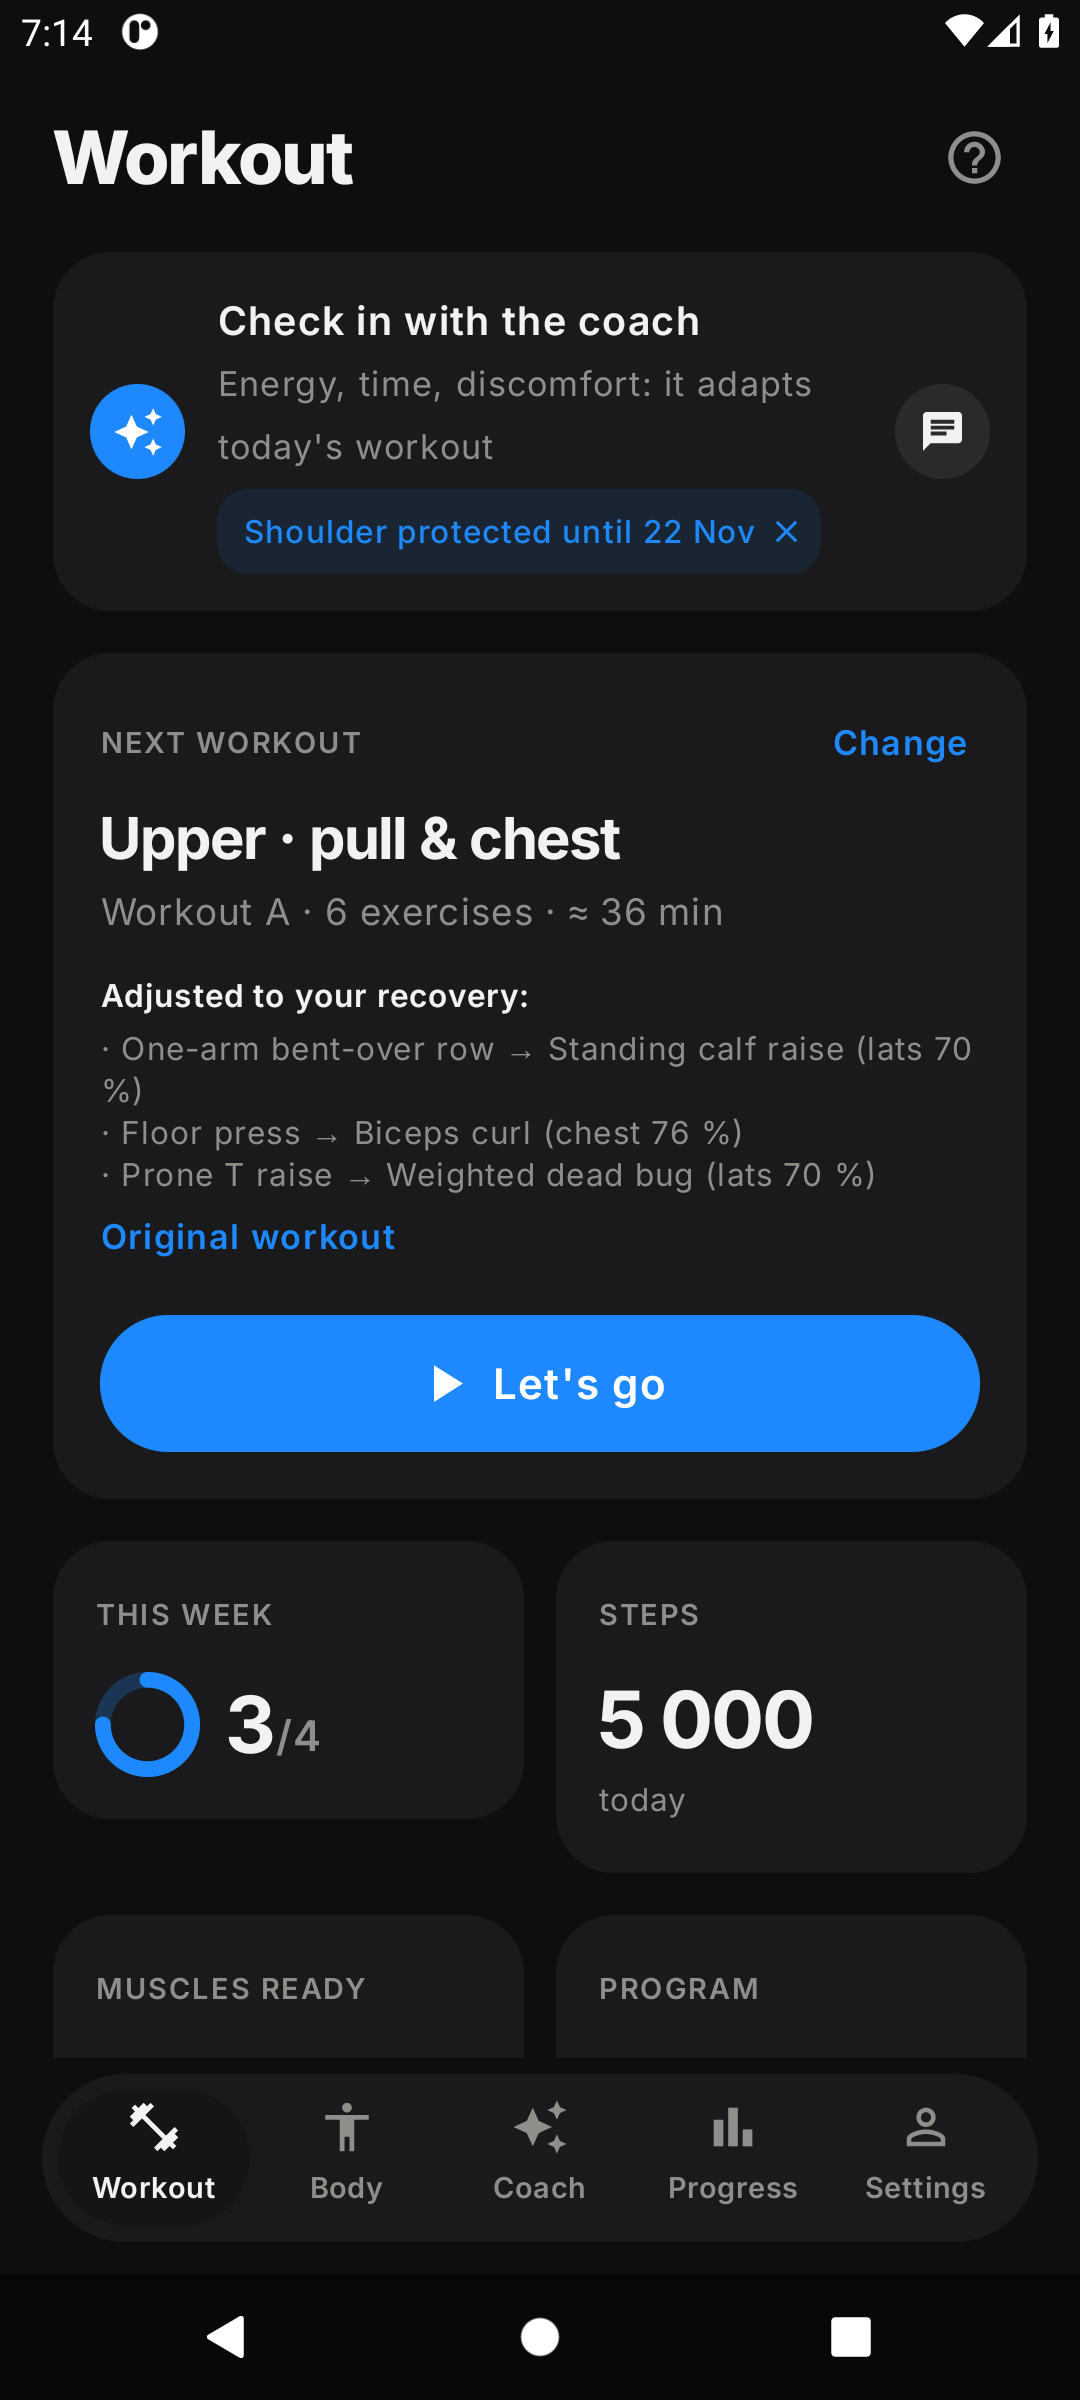 7:14
Workout
Check in with the coach
Energy, time, discomfort: it adapts
today's workout
Shoulder protected until 22 Nov
NEXT WORKOUT
Change
Upper · pull & chest
Workout A · 6 exercises · ≈ 36 min
Adjusted to your recovery:
· One-arm bent-over row → Standing calf raise (lats 70
%)
· Floor press → Biceps curl (chest 76 %)
· Prone T raise → Weighted dead bug (lats 70 %)
Original workout
Let's go
THIS WEEK
3/4
STEPS
5 000
today
MUSCLES READY
PROGRAM
Workout
Body
Coach
Progress
Settings